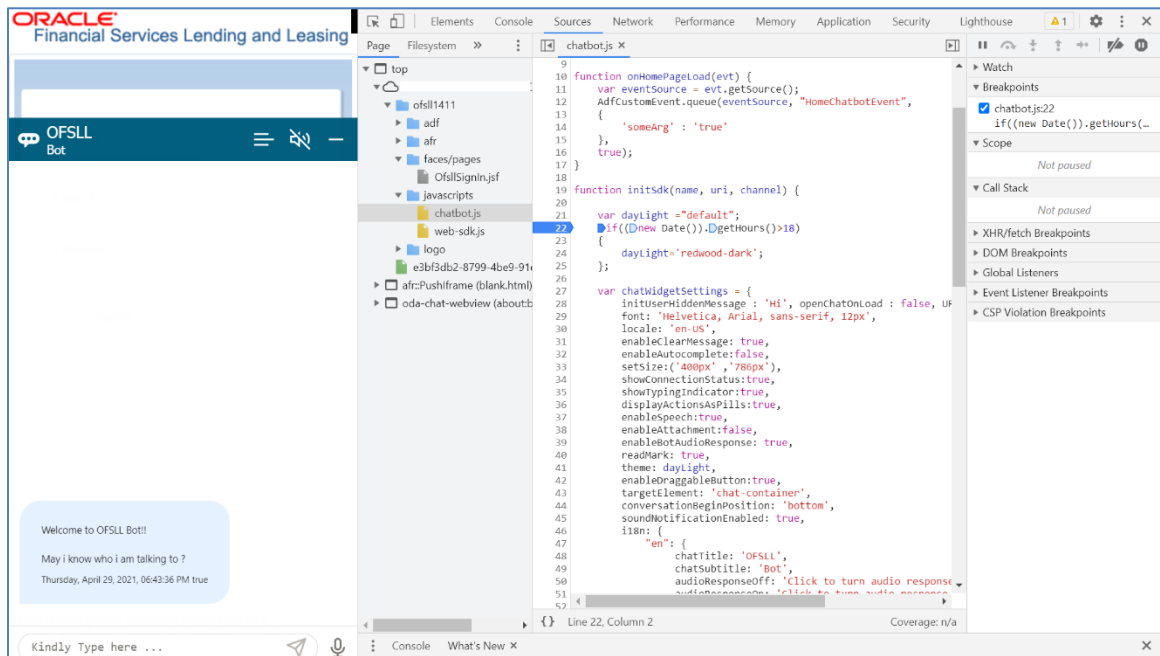 ORACLE
Financial Services Lending and Leasing
OFSLL
Bot
Welcome to OFSLL Bot!!
May i know who i am talking to ?
Thursday, April 29, 2021, 06:43:36 PM true
Kindly Type here ...
Elements Console Sources Network Performance Memory Application Security Lighthouse 1
Page Filesystem »
top
ofsll1411
adf
afr
faces/pages
OfsllSignIn.jsf
javascripts
chatbot.js
web-sdk.js
logo
e3bf3db2-8799-4be9-91
afr::PushIframe (blank.html)
oda-chat-webview (about:b
chatbot.js ×
9
10 function onHomePageLoad(evt) {
11 var eventSource = evt.getSource();
12 AdfCustomEvent.queue(eventSource, "HomeChatbotEvent",
13 {
14 'someArg' : 'true'
15 },
16 true);
17 }
18
19 function initSdk(name, uri, channel) {
20
21 var dayLight ="default";
22 if((new Date()).getHours()>18)
23 {
24 dayLight='redwood-dark';
25 };
26
27 var chatWidgetSettings = {
28 initUserHiddenMessage : 'Hi', openChatOnLoad : false, UR
29 font: 'Helvetica, Arial, sans-serif, 12px',
30 locale: 'en-US',
31 enableClearMessage: true,
32 enableAutocomplete:false,
33 setSize:('400px' ,'786px'),
34 showConnectionStatus:true,
35 showTypingIndicator:true,
36 displayActionsAsPills:true,
37 enableSpeech:true,
38 enableAttachment:false,
39 enableBotAudioResponse: true,
40 readMark: true,
41 theme: dayLight,
42 enableDraggableButton:true,
43 targetElement: 'chat-container',
44 conversationBeginPosition: 'bottom',
45 soundNotificationEnabled: true,
46 i18n: {
47 "en": {
48 chatTitle: 'OFSLL',
49 chatSubtitle: 'Bot',
50 audioResponseOff: 'Click to turn audio response
51 audioResponseOn: 'Click to turn audio response
52
{} Line 22, Column 2 Coverage: n/a
Console What's New ×
Watch
Breakpoints
chatbot.js:22
if((new Date()).getHours(…
Scope
Not paused
Call Stack
Not paused
XHR/fetch Breakpoints
DOM Breakpoints
Global Listeners
Event Listener Breakpoints
CSP Violation Breakpoints